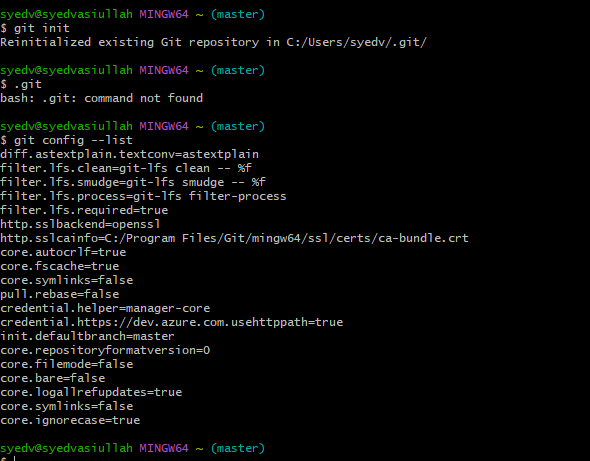 syedv@syedvasiullah MINGW64 ~ (master)
$ git init
Reinitialized existing Git repository in C:/Users/syedv/.git/
syedv@syedvasiullah MINGW64 ~ (master)
$ .git
bash: .git: command not found
syedv@syedvasiullah MINGW64 ~ (master)
$ git config --list
diff.astextplain.textconv=astextplain
filter.lfs.clean=git-lfs clean -- %f
filter.lfs.smudge=git-lfs smudge -- %f
filter.lfs.process=git-lfs filter-process
filter.lfs.required=true
http.sslbackend=openssl
http.sslcainfo=C:/Program Files/Git/mingw64/ssl/certs/ca-bundle.crt
core.autocrlf=true
core.fscache=true
core.symlinks=false
pull.rebase=false
credential.helper=manager-core
credential.https://dev.azure.com.usehttppath=true
init.defaultbranch=master
core.repositoryformatversion=0
core.filemode=false
core.bare=false
core.logallrefupdates=true
core.symlinks=false
core.ignorecase=true
syedv@syedvasiullah MINGW64 ~ (master)
$